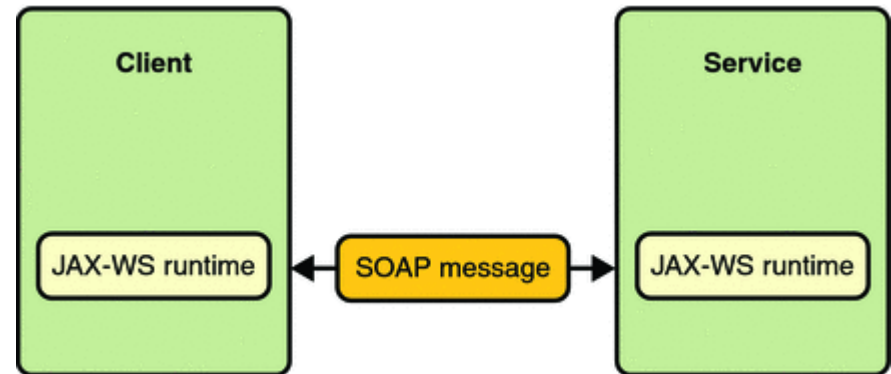 Client
Service
JAX-WS runtime
SOAP message
JAX-WS runtime